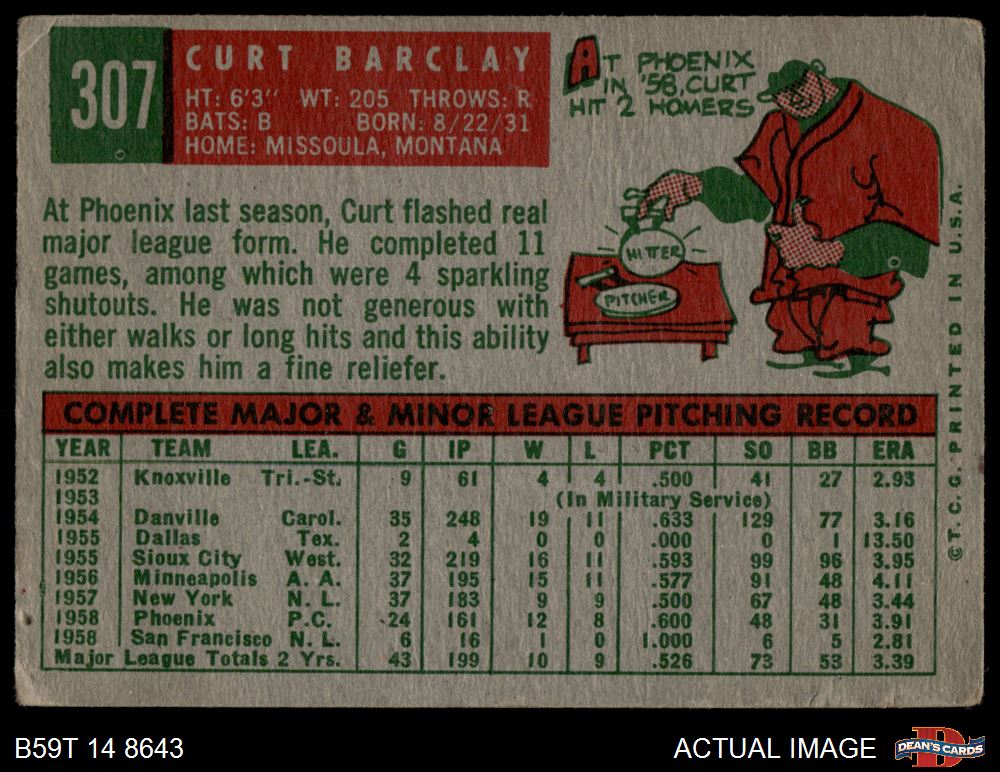 307
CURT BARCLAY
HT: 6'3" WT: 205 THROWS: R
BATS: B BORN: 8/22/31
HOME: MISSOULA, MONTANA
AT PHOENIX
IN '58, CURT
HIT 2 HOMERS
HITTER
PITCHER
At Phoenix last season, Curt flashed real
major league form. He completed 11
games, among which were 4 sparkling
shutouts. He was not generous with
either walks or long hits and this ability
also makes him a fine reliefer.
COMPLETE MAJOR & MINOR LEAGUE PITCHING RECORD
YEAR TEAM LEA. G IP W L PCT SO BB ERA
1952 Knoxville Tri.-St. 9 61 4 4 .500 41 27 2.93
1953 (In Military Service)
1954 Danville Carol. 35 248 19 11 .633 129 77 3.16
1955 Dallas Tex. 2 4 0 0 .000 0 1 13.50
1955 Sioux City West. 32 219 16 11 .593 99 96 3.95
1956 Minneapolis A. A. 37 195 15 11 .577 91 48 4.11
1957 New York N. L. 37 183 9 9 .500 67 48 3.44
1958 Phoenix P.C. 24 161 12 8 .600 48 31 3.91
1958 San Francisco N. L. 6 16 1 0 1.000 6 5 2.81
Major League Totals 2 Yrs. 43 199 10 9 .526 73 53 3.39
© T. C. G. PRINTED IN U.S.A.
B59T 14 8643
ACTUAL IMAGE
D
DEAN'S CARDS